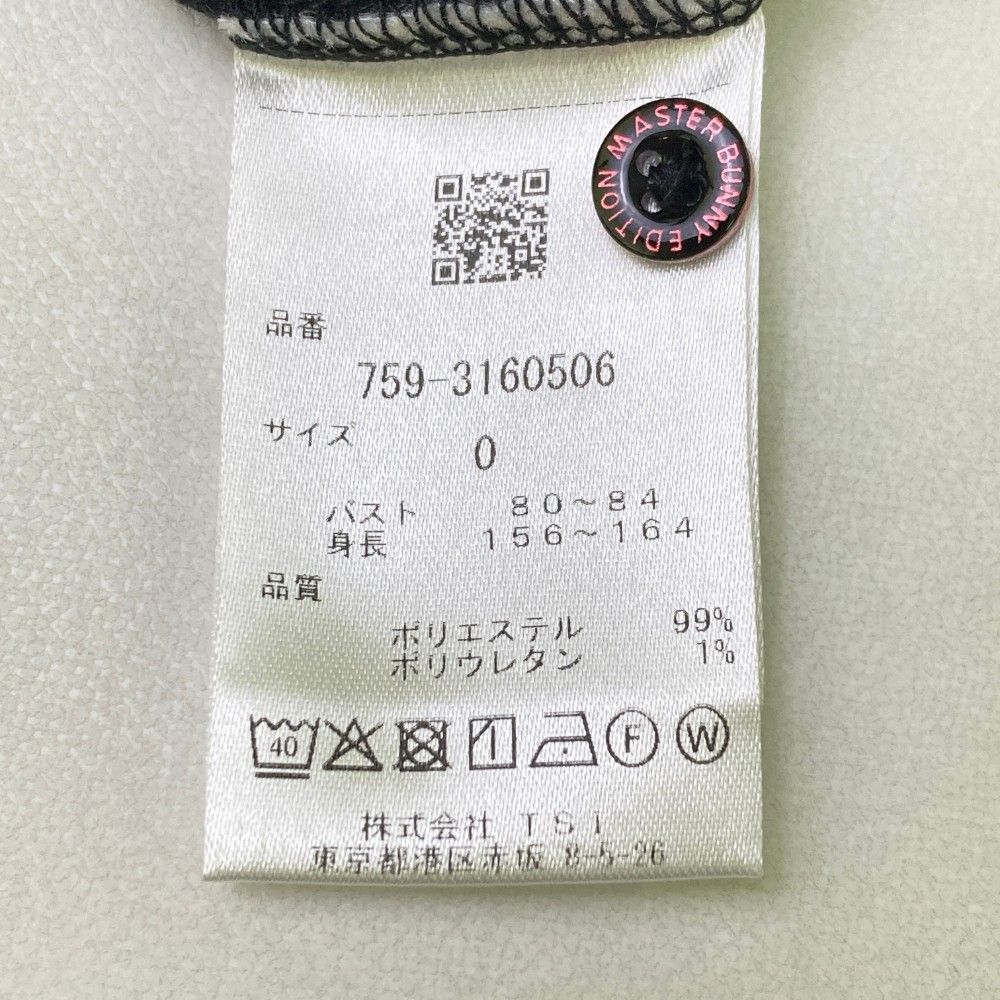 MASTER BUNNY EDITION
品番
759-3160506
サイズ
0
バスト 80~84
身長 156~164
品質
ポリエステル 99%
ポリウレタン 1%
40 F W
株式会社 TSI
東京都港区赤坂 8-5-26